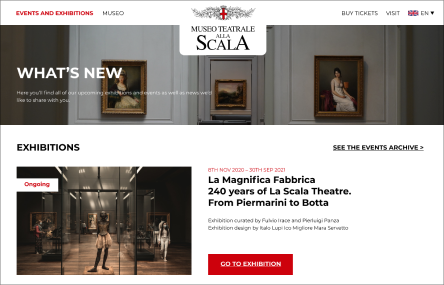 EVENTS AND EXHIBITIONS MUSEO BUY TICKETS VISIT EN ▼
MUSEO TEATRALE
ALLA
SCALA
WHAT'S NEW
Here you'll find all of our upcoming exhibitions and events as well as news we'd
like to share with you.
EXHIBITIONS SEE THE EVENTS ARCHIVE >
Ongoing
8TH NOV 2020 – 30TH SEP 2021
La Magnifica Fabbrica
240 years of La Scala Theatre.
From Piermarini to Botta
Exhibition curated by Fulvio Irace and Pierluigi Panza
Exhibition design by Italo Lupi Ico Migliore Mara Servetto
GO TO EXHIBITION